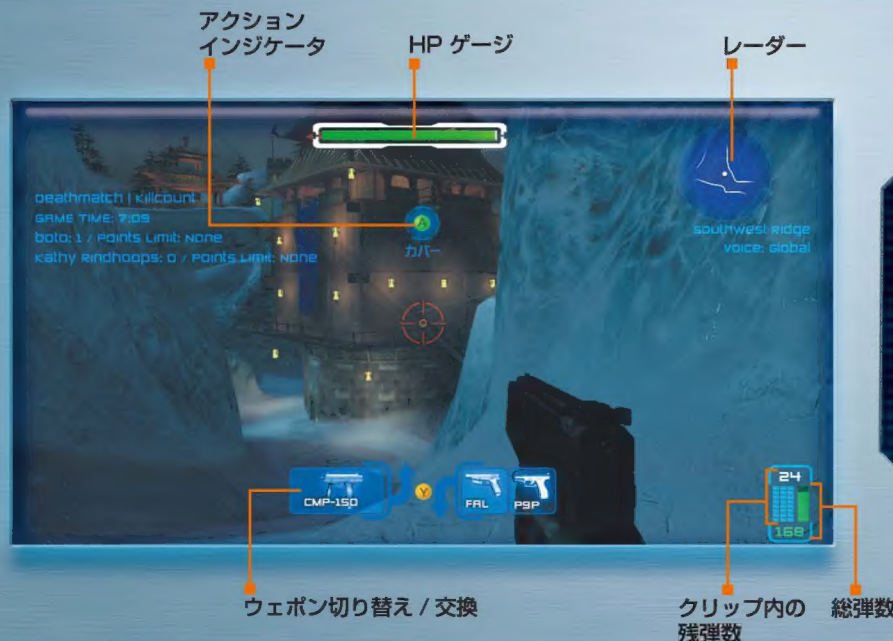 アクション
インジケータ
HP ゲージ
レーダー
Deathmatch | Killcount
GAME TIME: 7:09
boto: 1 / Points Limit: None
Kathy Rindhoops: 0 / Points Limit: None
A
カバー
Southwest Ridge
Voice: Global
CMP-150
Y
FAL
P9P
24
168
ウェポン切り替え / 交換
クリップ内の
残弾数
総弾数